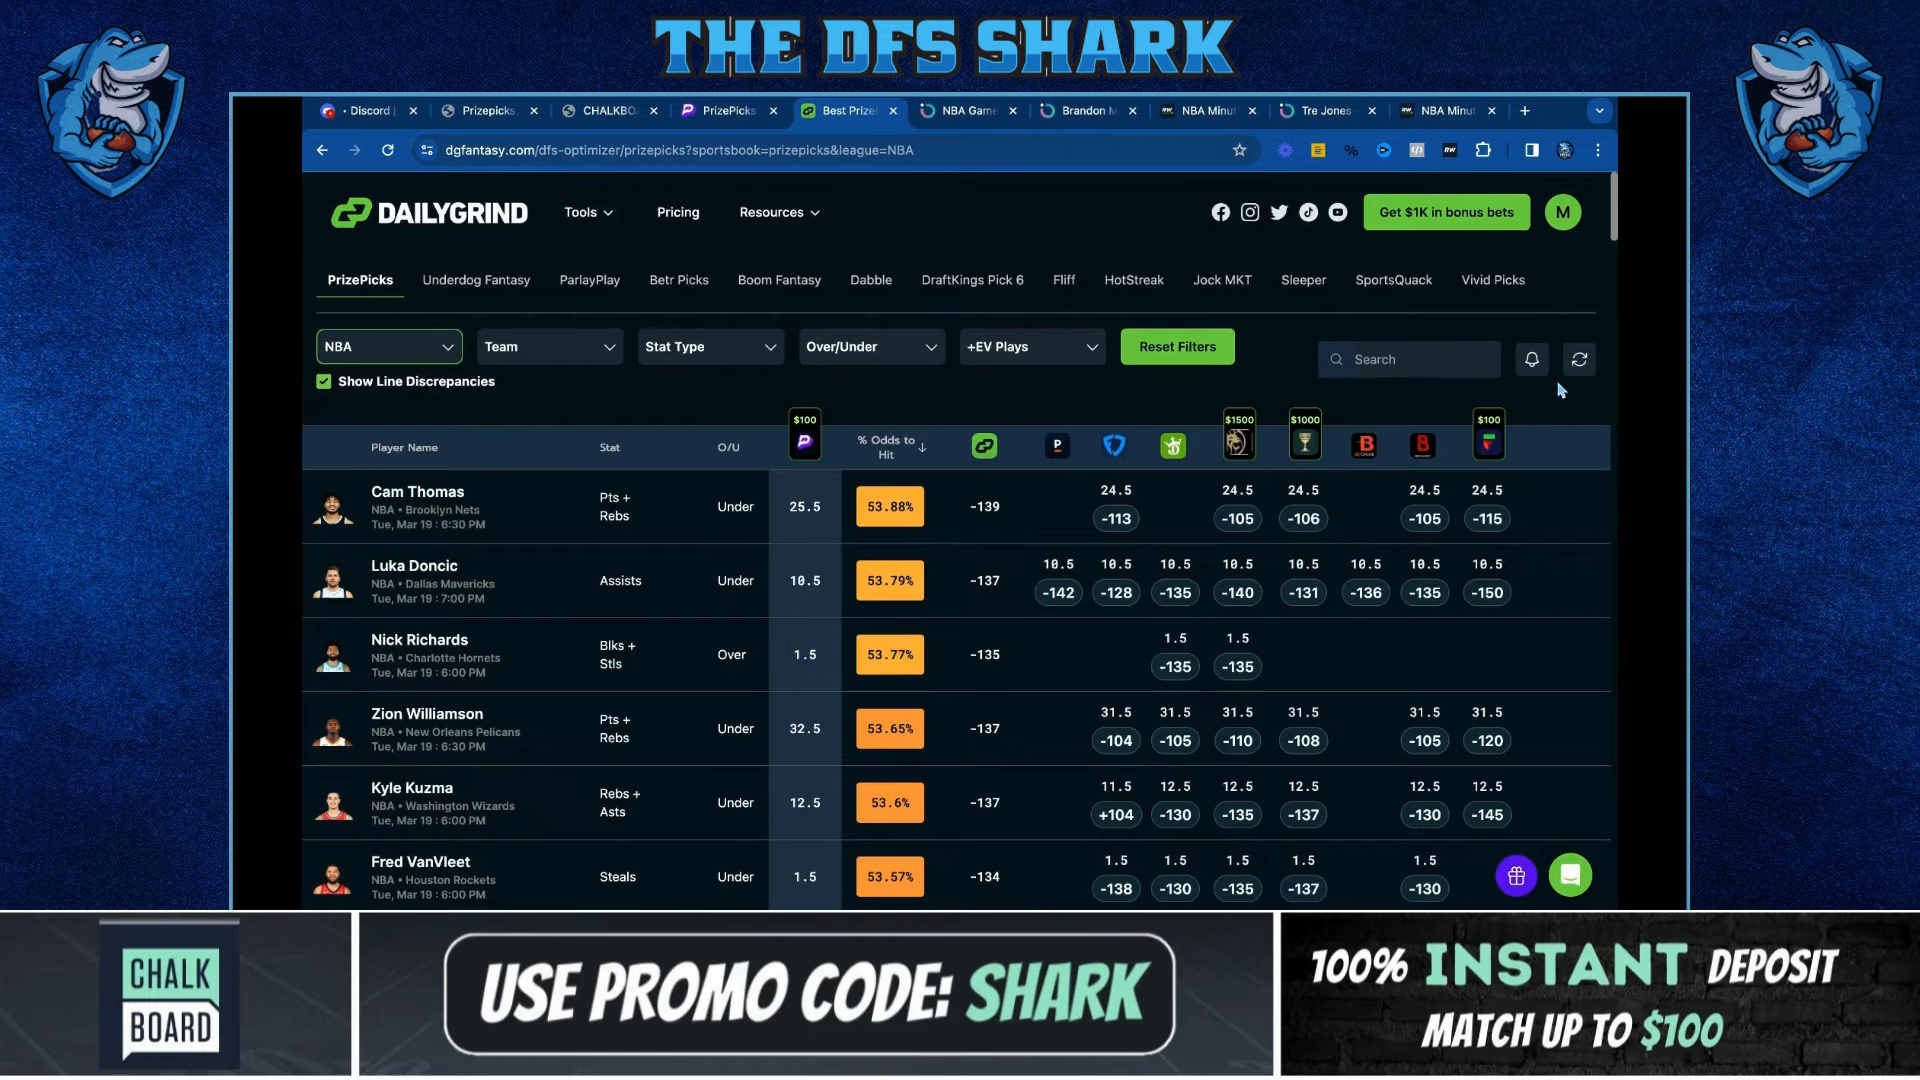 THE DFS SHARK
Discord
Prizepicks
CHALKBO
PrizePicks
Best Prize
NBA Game
Brandon M
NBA Minu
Tre Jones
NBA Minu
dgfantasy.com/dfs-optimizer/prizepicks?sportsbook=prizepicks&league=NBA
DAILYGRIND
Tools
Pricing
Resources
Get $1K in bonus bets
M
PrizePicks
Underdog Fantasy
ParlayPlay
Betr Picks
Boom Fantasy
Dabble
DraftKings Pick 6
Fliff
HotStreak
Jock MKT
Sleeper
SportsQuack
Vivid Picks
NBA
Team
Stat Type
Over/Under
+EV Plays
Reset Filters
Search
Show Line Discrepancies
$100 $1500 $1000 $100
Player Name Stat O/U % Odds to
Hit
Cam Thomas
NBA • Brooklyn Nets
Tue, Mar 19 : 6:30 PM
Pts +
Rebs
Under 25.5 53.88% -139
24.5 24.5 24.5 24.5 24.5
-113 -105 -106 -105 -115
Luka Doncic
NBA • Dallas Mavericks
Tue, Mar 19 : 7:00 PM
Assists Under 10.5 53.79% -137
10.5 10.5 10.5 10.5 10.5 10.5 10.5 10.5
-142 -128 -135 -140 -131 -136 -135 -150
Nick Richards
NBA • Charlotte Hornets
Tue, Mar 19 : 6:00 PM
Blks +
Stls
Over 1.5 53.77% -135
1.5 1.5
-135 -135
Zion Williamson
NBA • New Orleans Pelicans
Tue, Mar 19 : 6:30 PM
Pts +
Rebs
Under 32.5 53.65% -137
31.5 31.5 31.5 31.5 31.5 31.5
-104 -105 -110 -108 -105 -120
Kyle Kuzma
NBA • Washington Wizards
Tue, Mar 19 : 6:00 PM
Rebs +
Asts
Under 12.5 53.6% -137
11.5 12.5 12.5 12.5 12.5 12.5
+104 -130 -135 -137 -130 -145
Fred VanVleet
NBA • Houston Rockets
Tue, Mar 19 : 6:00 PM
Steals Under 1.5 53.57% -134
1.5 1.5 1.5 1.5 1.5
-138 -130 -135 -137 -130
CHALK
BOARD
USE PROMO CODE: SHARK
100% INSTANT DEPOSIT
MATCH UP TO $100